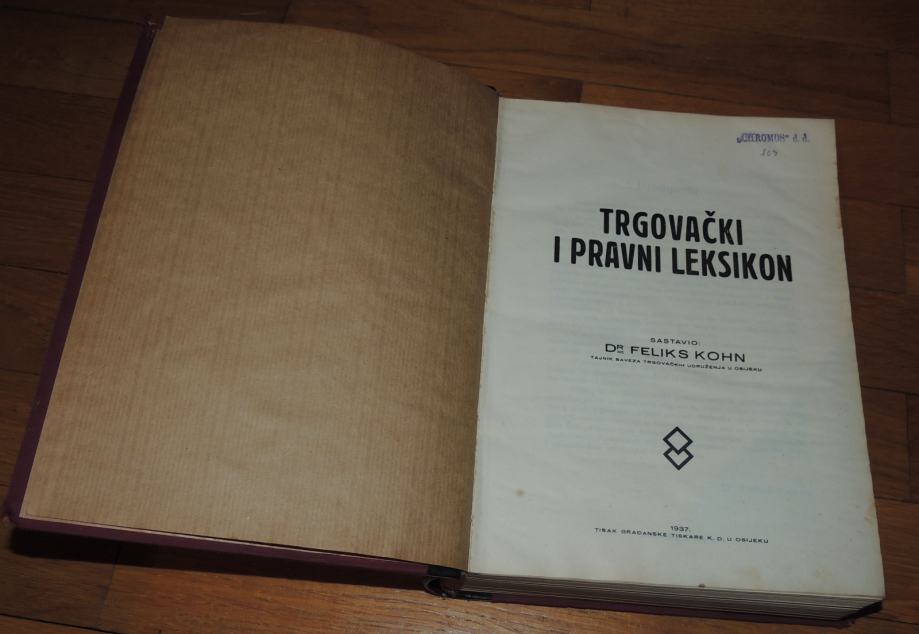 „CHROMOS“ d. d.
TRGOVAČKI
I PRAVNI LEKSIKON
SASTAVIO:
DR FELIKS KOHN
TAJNIK SAVEZA TRGOVAČKIH UDRUŽENJA U OSIJEKU
1937.
TISAK GRAĐANSKE TISKARE K. D. U OSIJEKU